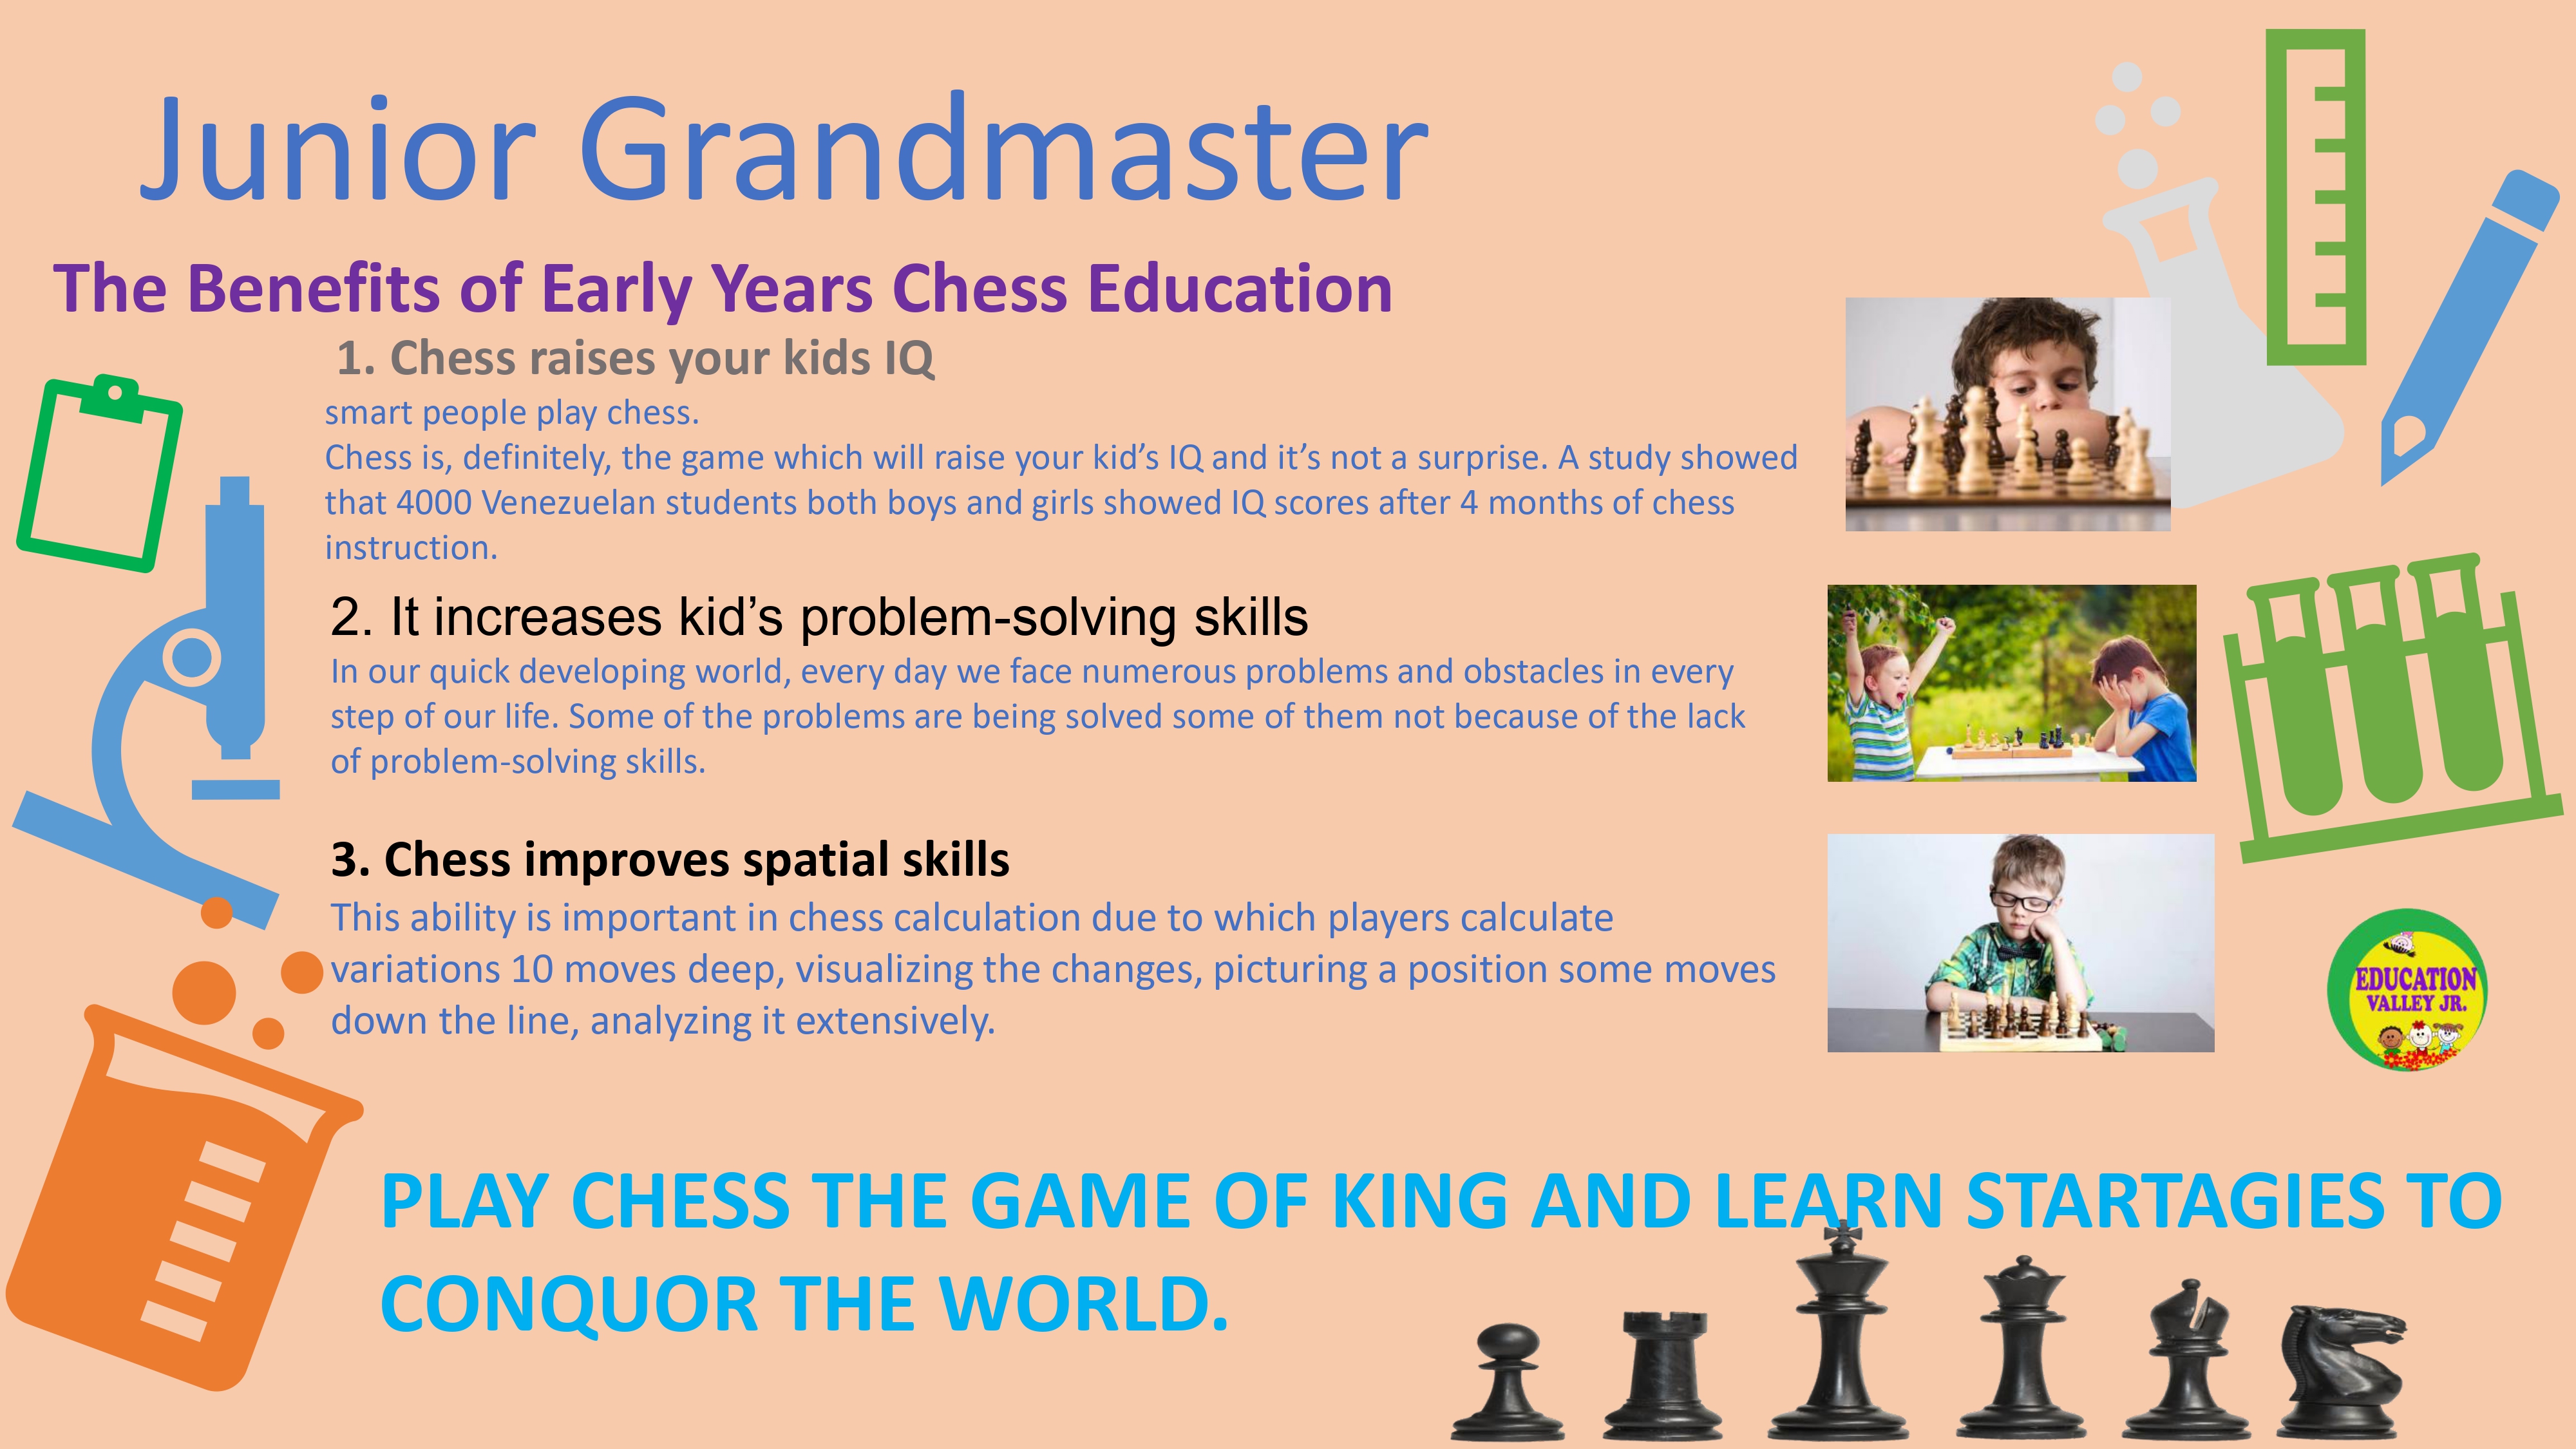 Junior Grandmaster
The Benefits of Early Years Chess Education
1. Chess raises your kids IQ
smart people play chess.
Chess is, definitely, the game which will raise your kid’s IQ and it’s not a surprise. A study showed
that 4000 Venezuelan students both boys and girls showed IQ scores after 4 months of chess
instruction.
2. It increases kid’s problem-solving skills
In our quick developing world, every day we face numerous problems and obstacles in every
step of our life. Some of the problems are being solved some of them not because of the lack
of problem-solving skills.
3. Chess improves spatial skills
This ability is important in chess calculation due to which players calculate
variations 10 moves deep, visualizing the changes, picturing a position some moves
down the line, analyzing it extensively.
EDUCATION
VALLEY JR.
PLAY CHESS THE GAME OF KING AND LEARN STARTAGIES TO
CONQUOR THE WORLD.